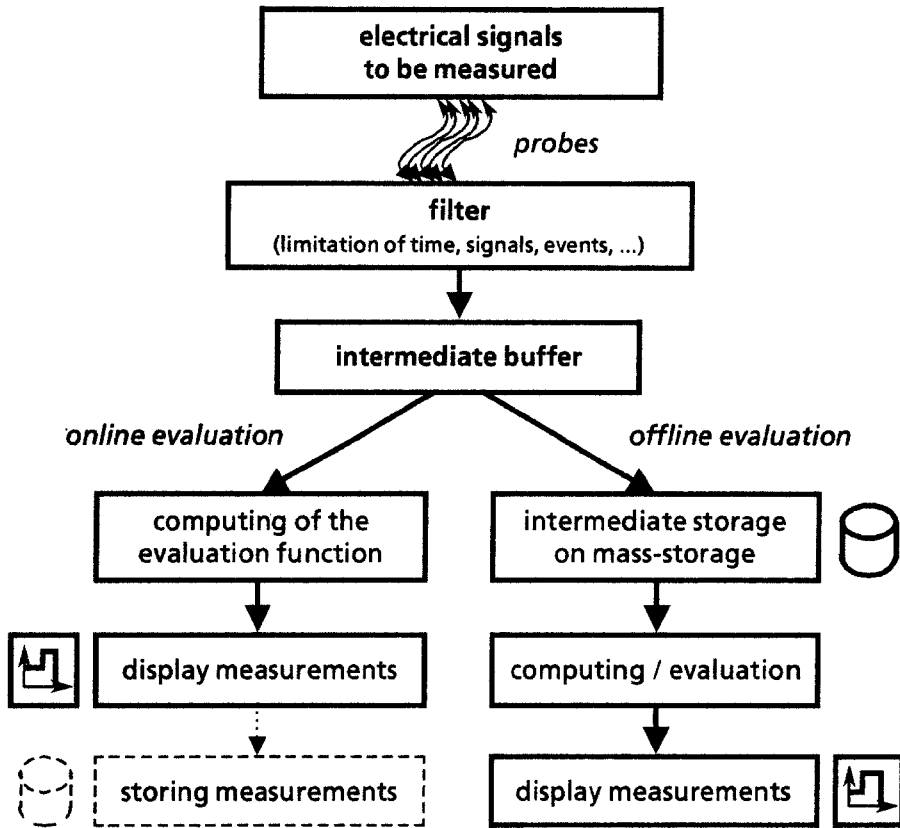 electrical signals
to be measured
probes
filter
(limitation of time, signals, events, ...)
intermediate buffer
online evaluation
offline evaluation
computing of the
evaluation function
intermediate storage
on mass-storage
display measurements
computing / evaluation
storing measurements
display measurements